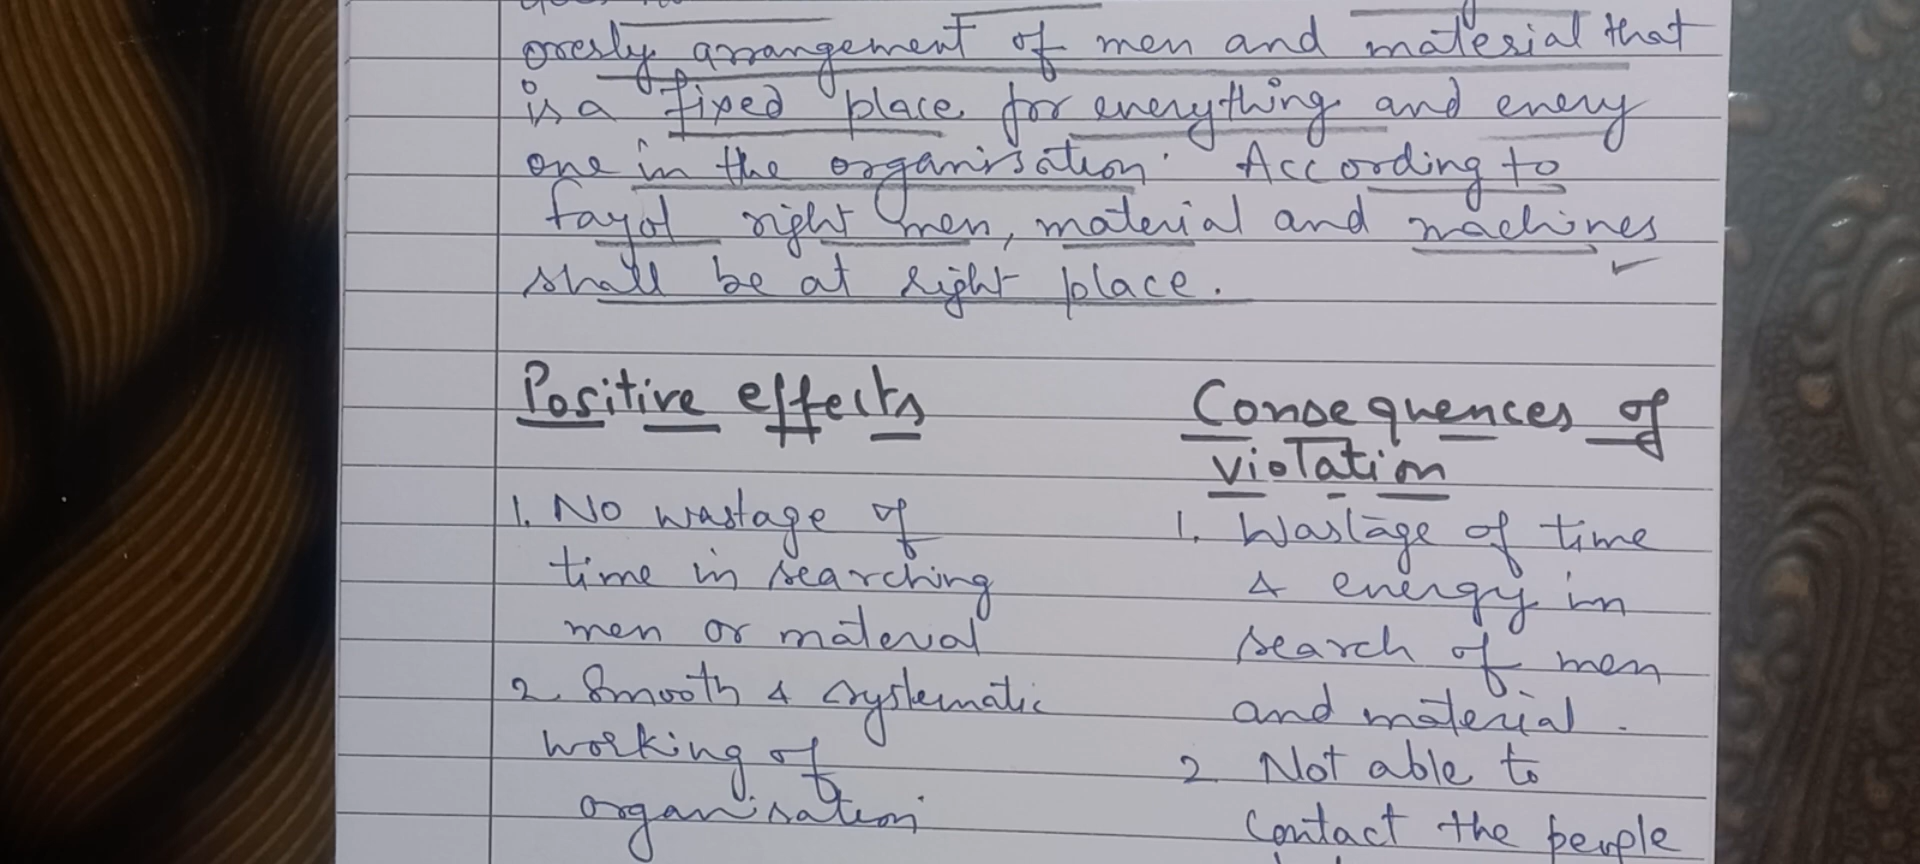 orerly arrangement of men and material that
is a fixed place for everything and every
one in the organisation. According to
fayol right men, material and machines
shall be at right place.
Positive effects
1. No wastage of
time in searching
men or material
2. Smooth & systematic
working of
organisation
Consequences of
violation
1. Wastage of time
& energy in
search of men
and material.
2. Not able to
Contact the people